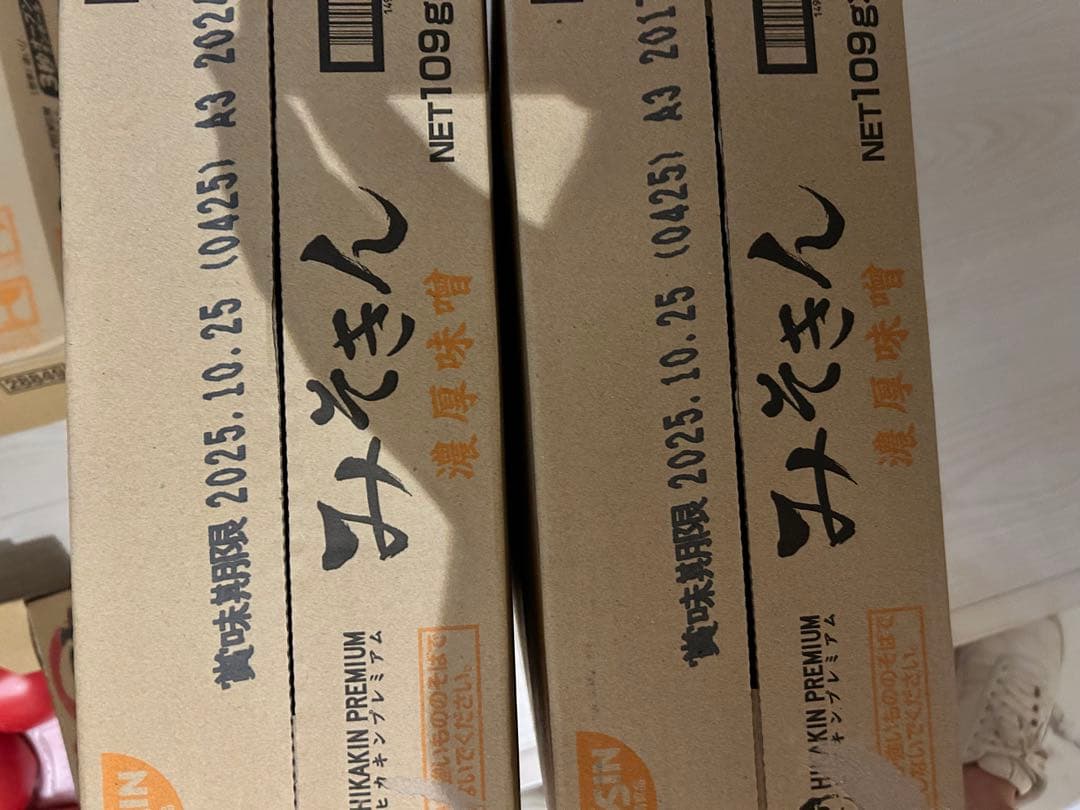 賞味期限 2025.10.25 (0425) A3 202
HIKAKIN PREMIUM
ヒカキンプレミアム
みそきん
濃厚味噌
NET109g
賞味期限 2025.10.25 (0425) A3 2017
HIKAKIN PREMIUM
キンプレミアム
みそきん
濃厚味噌
NET109g